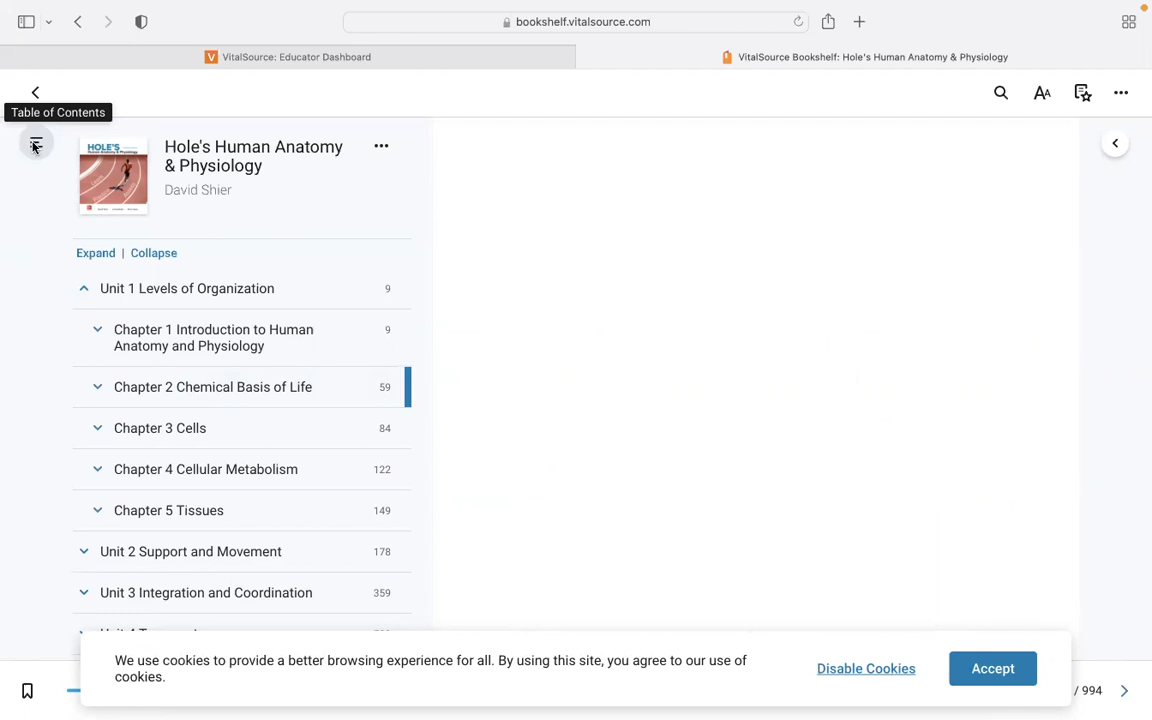 bookshelf.vitalsource.com
VitalSource: Educator Dashboard
VitalSource Bookshelf: Hole's Human Anatomy & Physiology
Table of Contents
HOLE'S
Hole's Human Anatomy
& Physiology
David Shier
Expand | Collapse
Unit 1 Levels of Organization 9
Chapter 1 Introduction to Human 9
Anatomy and Physiology
Chapter 2 Chemical Basis of Life 59
Chapter 3 Cells 84
Chapter 4 Cellular Metabolism 122
Chapter 5 Tissues 149
Unit 2 Support and Movement 178
Unit 3 Integration and Coordination 359
We use cookies to provide a better browsing experience for all. By using this site, you agree to our use of
cookies.
Disable Cookies
Accept
/ 994